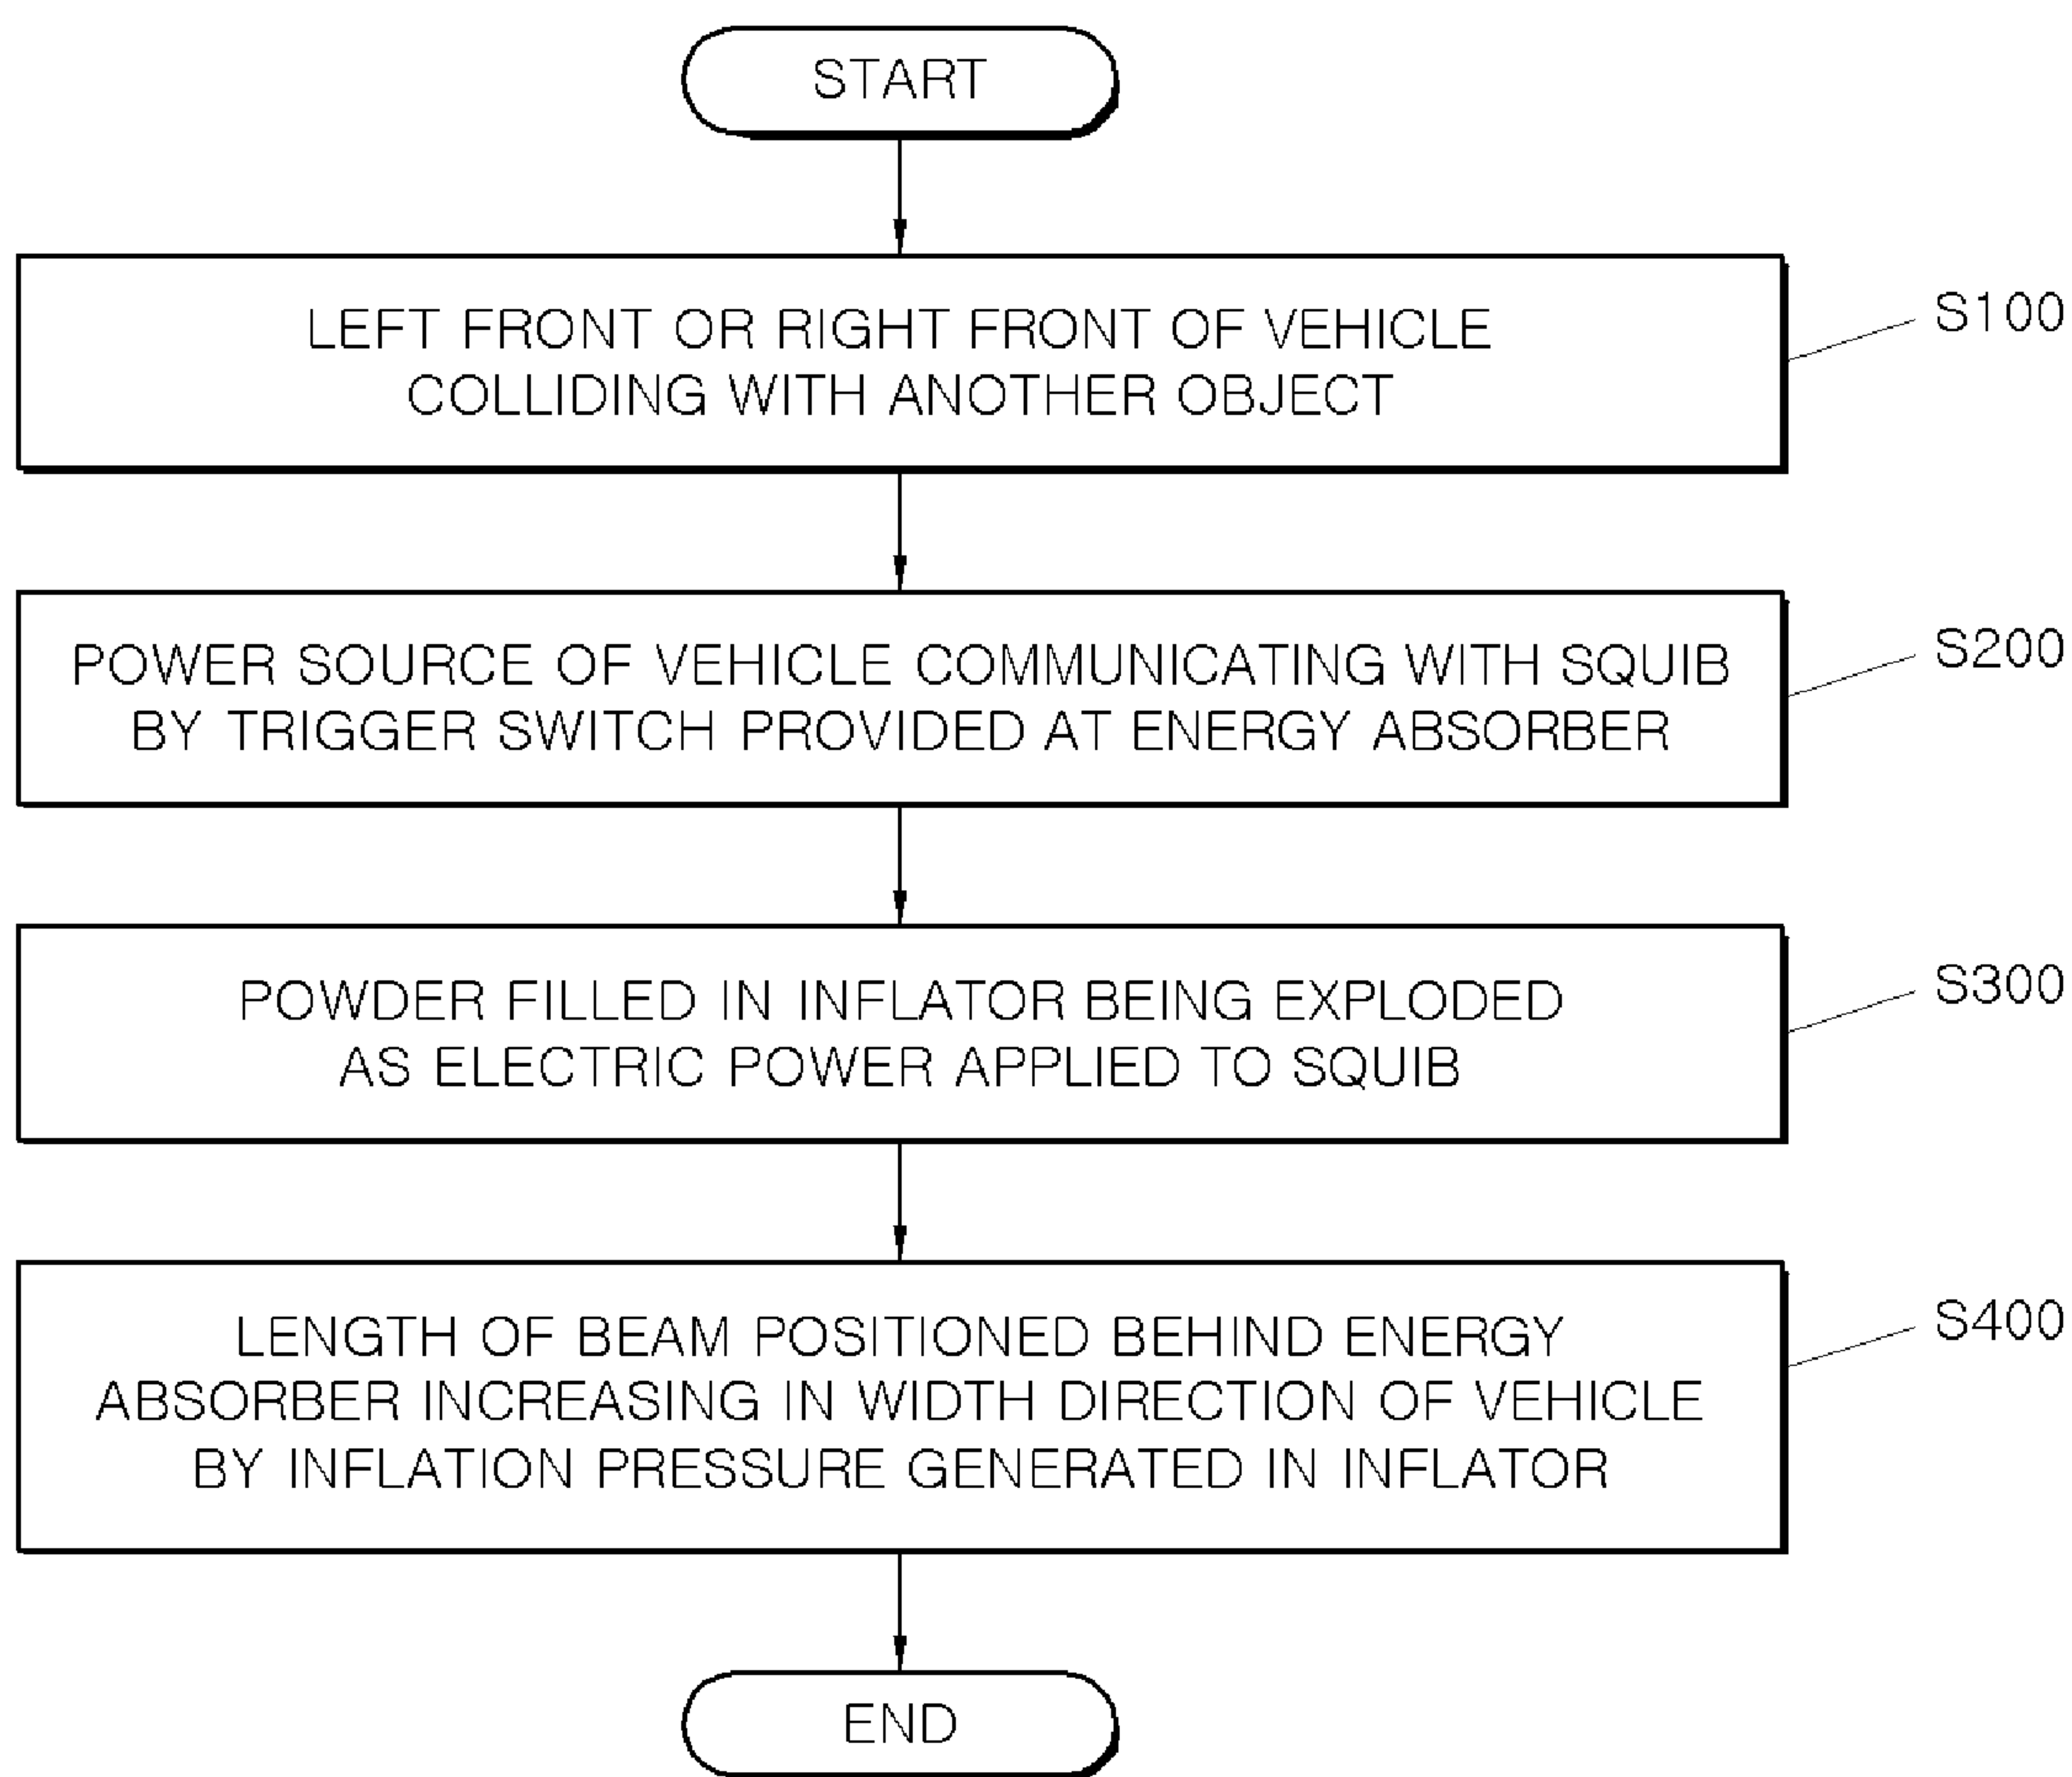 START
LEFT FRONT OR RIGHT FRONT OF VEHICLE
COLLIDING WITH ANOTHER OBJECT
S100
POWER SOURCE OF VEHICLE COMMUNICATING WITH SQUIB
BY TRIGGER SWITCH PROVIDED AT ENERGY ABSORBER
S200
POWDER FILLED IN INFLATOR BEING EXPLODED
AS ELECTRIC POWER APPLIED TO SQUIB
S300
LENGTH OF BEAM POSITIONED BEHIND ENERGY
ABSORBER INCREASING IN WIDTH DIRECTION OF VEHICLE
BY INFLATION PRESSURE GENERATED IN INFLATOR
S400
END